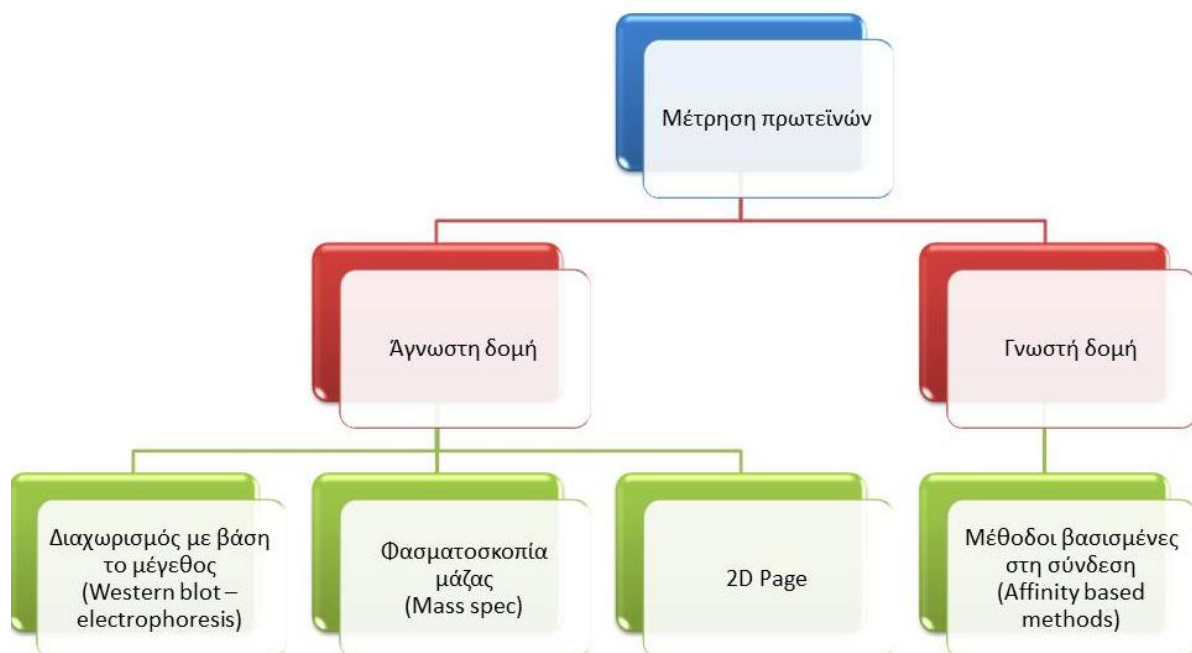 Μέτρηση πρωτεϊνών
Άγνωστη δομή
Γνωστή δομή
Διαχωρισμός με βάση
το μέγεθος
(Western blot –
electrophoresis)
Φασματοσκοπία
μάζας
(Mass spec)
2D Page
Μέθοδοι βασισμένες
στη σύνδεση
(Affinity based
methods)